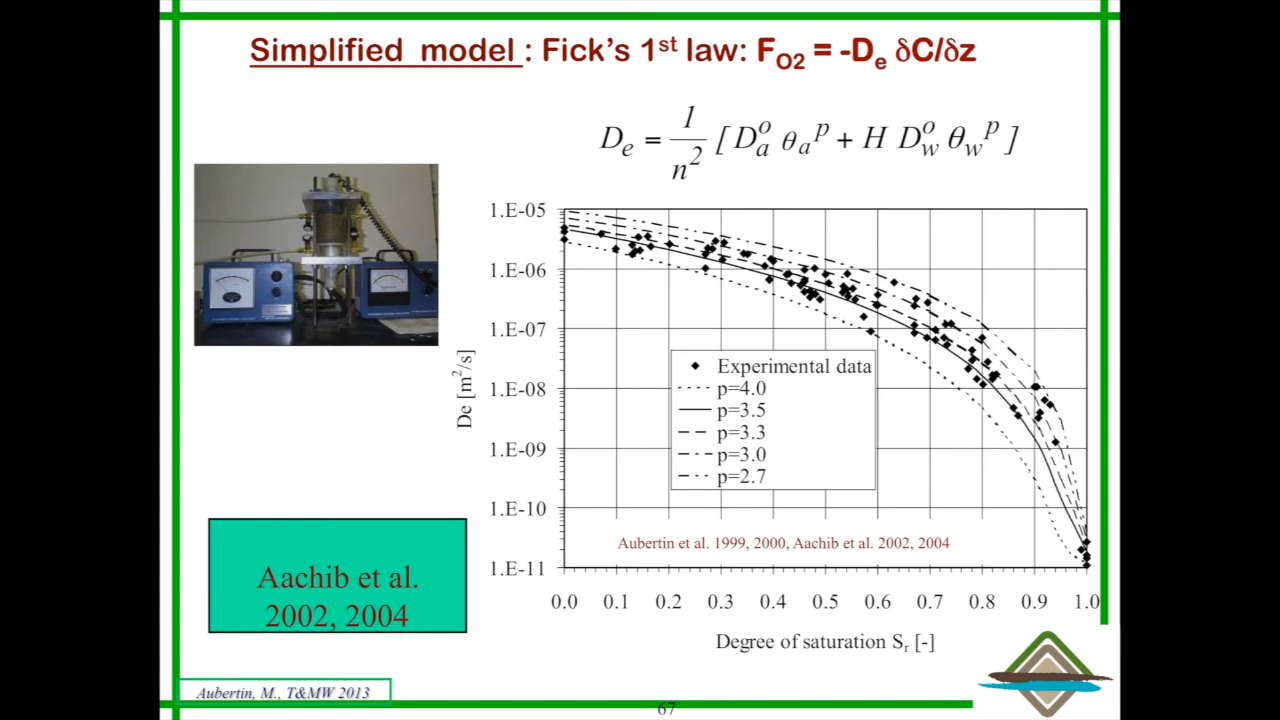 Simplified model : Fick's 1st law: FO2 = -De δC/δz
De = 1/n2 [ Dao θa p + H Dwo θw p ]
1.E-05
1.E-06
1.E-07
1.E-08
1.E-09
1.E-10
1.E-11
De [m2/s]
Experimental data
p=4.0
p=3.5
p=3.3
p=3.0
p=2.7
Aubertin et al. 1999, 2000, Aachib et al. 2002, 2004
0.0 0.1 0.2 0.3 0.4 0.5 0.6 0.7 0.8 0.9 1.0
Degree of saturation Sr [-]
Aachib et al.
2002, 2004
Aubertin, M., T&MW 2013
67